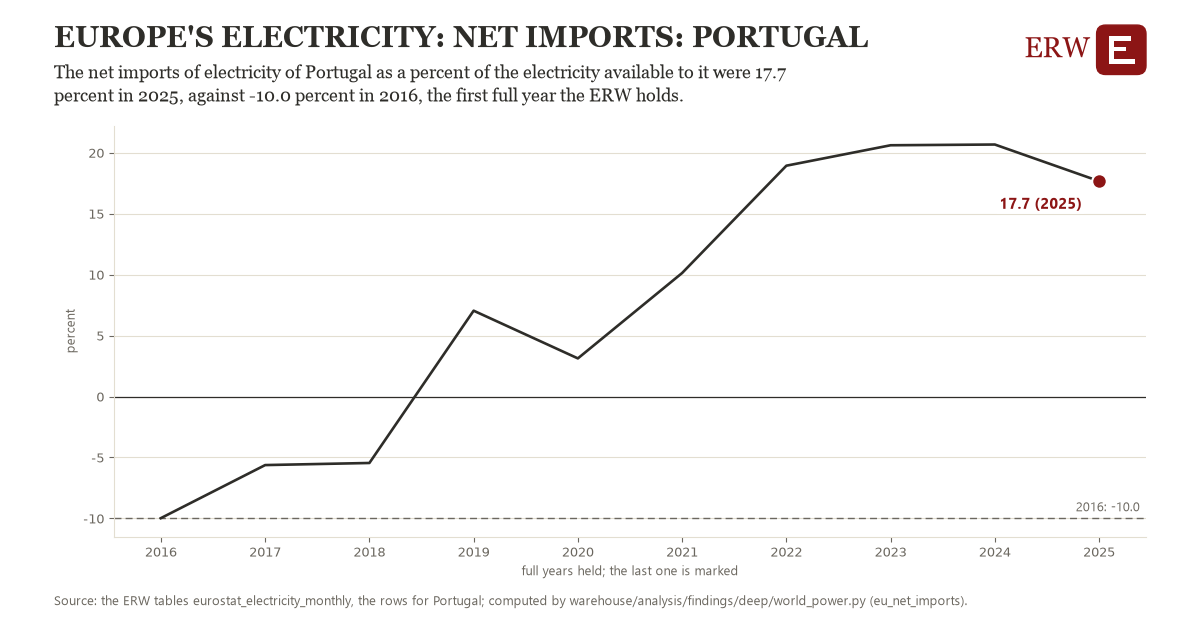 EUROPE'S ELECTRICITY: NET IMPORTS: PORTUGAL
ERW E
The net imports of electricity of Portugal as a percent of the electricity available to it were 17.7
percent in 2025, against -10.0 percent in 2016, the first full year the ERW holds.
20
15
10
5
0
-5
-10
percent
17.7 (2025)
2016: -10.0
2016 2017 2018 2019 2020 2021 2022 2023 2024 2025
full years held; the last one is marked
Source: the ERW tables eurostat_electricity_monthly, the rows for Portugal; computed by warehouse/analysis/findings/deep/world_power.py (eu_net_imports).